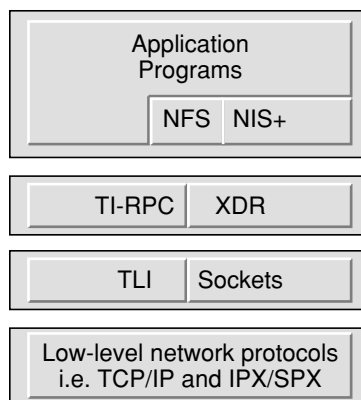 Application
Programs
NFS NIS+
TI-RPC XDR
TLI Sockets
Low-level network protocols
i.e. TCP/IP and IPX/SPX